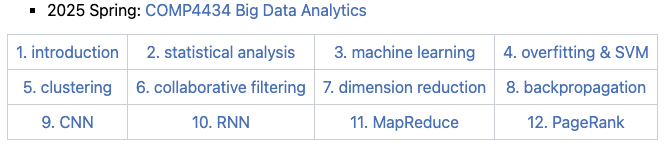 2025 Spring: COMP4434 Big Data Analytics
1. introduction 2. statistical analysis 3. machine learning 4. overfitting & SVM
5. clustering 6. collaborative filtering 7. dimension reduction 8. backpropagation
9. CNN 10. RNN 11. MapReduce 12. PageRank